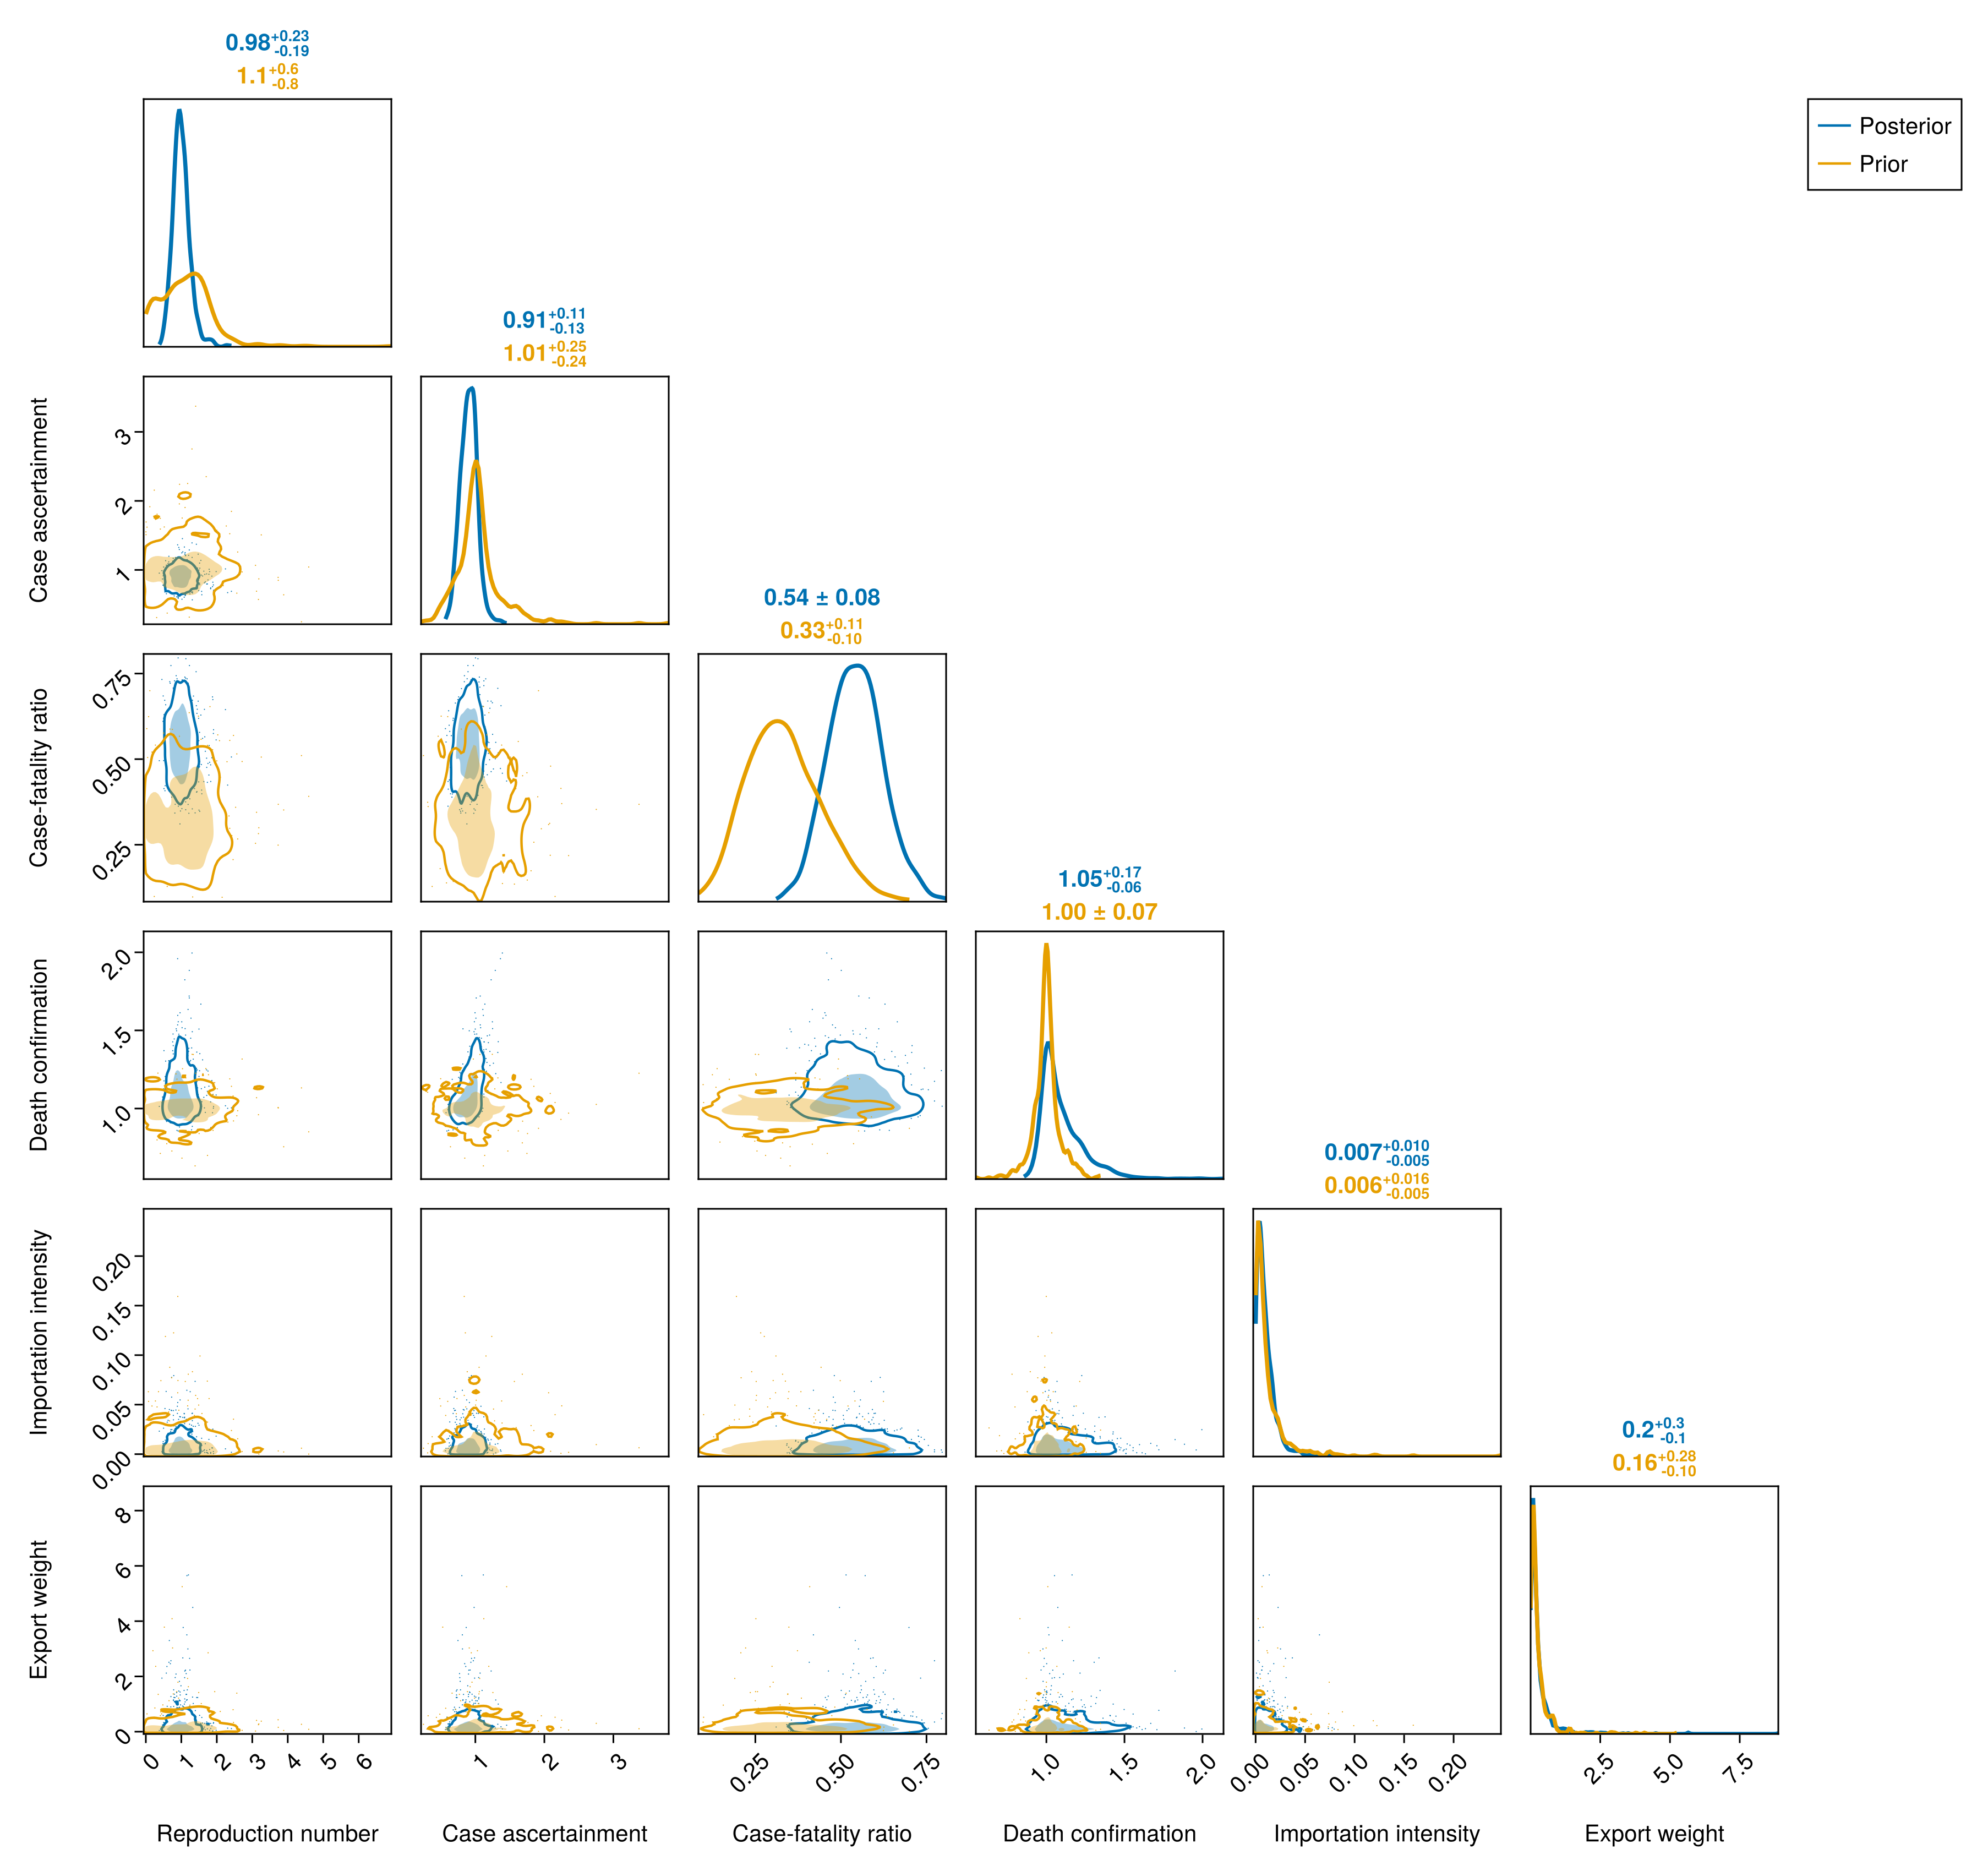 0.98+0.23-0.19
1.1+0.6-0.8
Posterior
Prior
0.91+0.11-0.13
1.01+0.25-0.24
Case ascertainment
3
2
1
0.54 ± 0.08
0.33+0.11-0.10
Case-fatality ratio
0.75
0.50
0.25
1.05+0.17-0.06
1.00 ± 0.07
Death confirmation
2.0
1.5
1.0
0.007+0.010-0.005
0.006+0.016-0.005
Importation intensity
0.20
0.15
0.10
0.05
0.00
0.2+0.3-0.1
0.16+0.28-0.10
Export weight
8
6
4
2
0
0 1 2 3 4 5 6
1 2 3
0.25 0.50 0.75
1.0 1.5 2.0
0.00 0.05 0.10 0.15 0.20
2.5 5.0 7.5
Reproduction number
Case ascertainment
Case-fatality ratio
Death confirmation
Importation intensity
Export weight